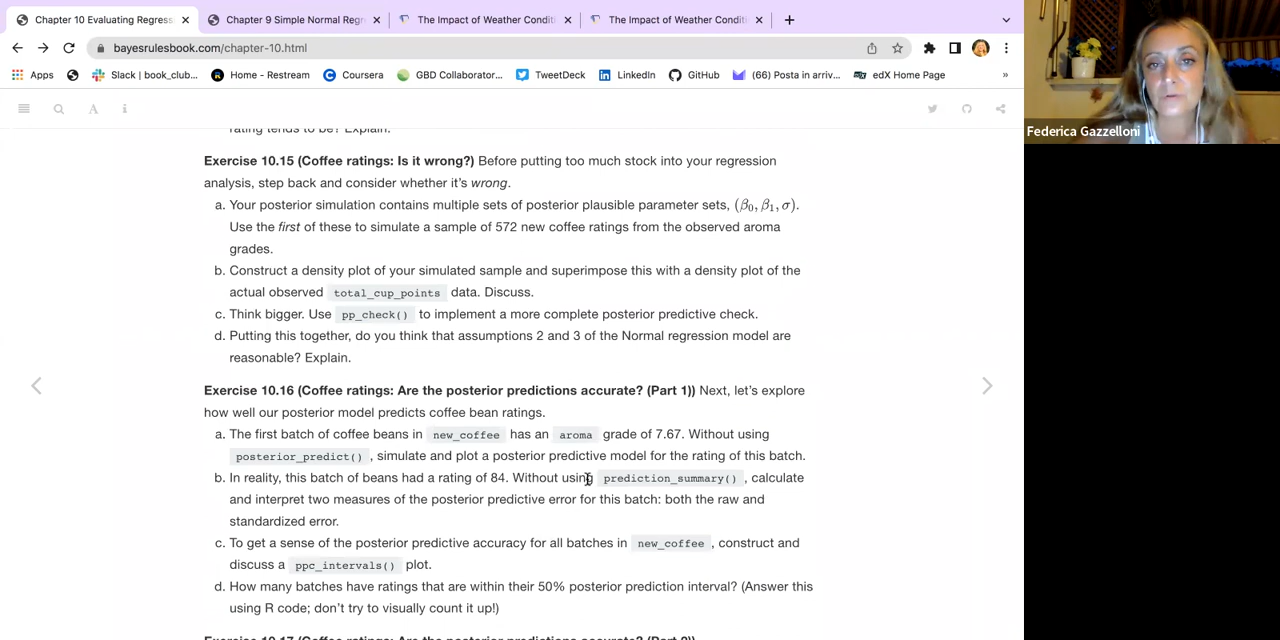 Chapter 10 Evaluating Regress
Chapter 9 Simple Normal Regr
The Impact of Weather Conditi
The Impact of Weather Conditi
bayesrulesbook.com/chapter-10.html
Apps
Slack | book_club...
Home - Restream
Coursera
GBD Collaborator...
TweetDeck
LinkedIn
GitHub
(66) Posta in arriv...
edX Home Page
»
Federica Gazzelloni
rating tends to be? Explain.
Exercise 10.15 (Coffee ratings: Is it wrong?) Before putting too much stock into your regression
analysis, step back and consider whether it's wrong.
a. Your posterior simulation contains multiple sets of posterior plausible parameter sets, (β0, β1, σ).
Use the first of these to simulate a sample of 572 new coffee ratings from the observed aroma
grades.
b. Construct a density plot of your simulated sample and superimpose this with a density plot of the
actual observed total_cup_points data. Discuss.
c. Think bigger. Use pp_check() to implement a more complete posterior predictive check.
d. Putting this together, do you think that assumptions 2 and 3 of the Normal regression model are
reasonable? Explain.
Exercise 10.16 (Coffee ratings: Are the posterior predictions accurate? (Part 1)) Next, let's explore
how well our posterior model predicts coffee bean ratings.
a. The first batch of coffee beans in new_coffee has an aroma grade of 7.67. Without using
posterior_predict() , simulate and plot a posterior predictive model for the rating of this batch.
b. In reality, this batch of beans had a rating of 84. Without using prediction_summary() , calculate
and interpret two measures of the posterior predictive error for this batch: both the raw and
standardized error.
c. To get a sense of the posterior predictive accuracy for all batches in new_coffee , construct and
discuss a ppc_intervals() plot.
d. How many batches have ratings that are within their 50% posterior prediction interval? (Answer this
using R code; don't try to visually count it up!)
Exercise 10.17 (Coffee ratings: Are the posterior predictions accurate? (Part 2))